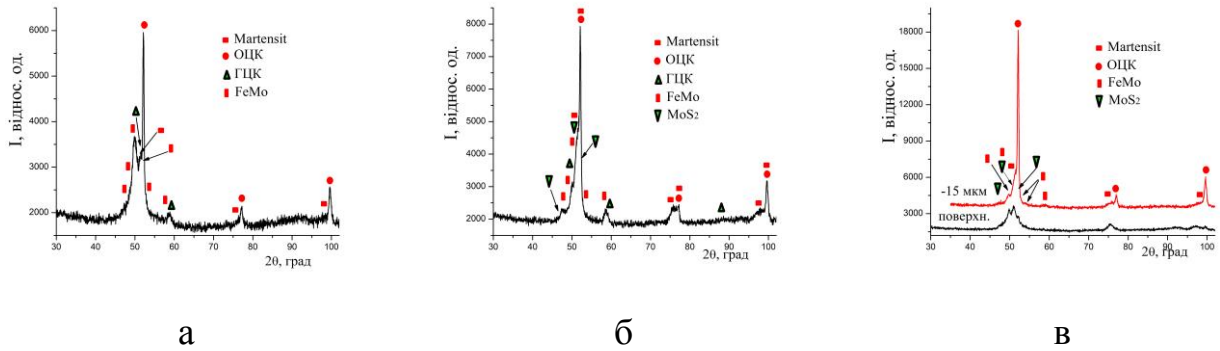 I, віднос. од.
6000
5000
4000
3000
2000
30 40 50 60 70 80 90 100
2θ, град
Martensit
ОЦК
ГЦК
FeMo
а
I, віднос. од.
8000
7000
6000
5000
4000
3000
2000
30 40 50 60 70 80 90 100
2θ, град
Martensit
ОЦК
ГЦК
FeMo
MoS2
б
I, віднос. од.
18000
15000
12000
9000
6000
3000
30 40 50 60 70 80 90 100
2θ, град
Martensit
ОЦК
FeMo
MoS2
-15 мкм
поверхн.
в